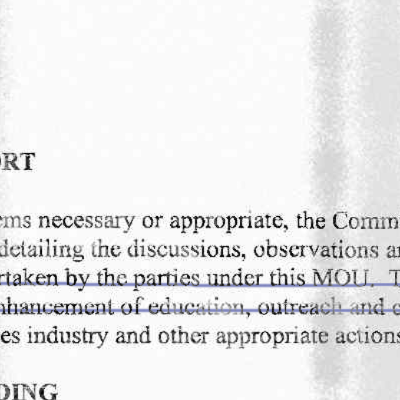 ORT
ems necessary or appropriate, the Comm
detailing the discussions, observations a
rtaken by the parties under this MOU. T
nhancement of education, outreach and c
es industry and other appropriate actions
DING